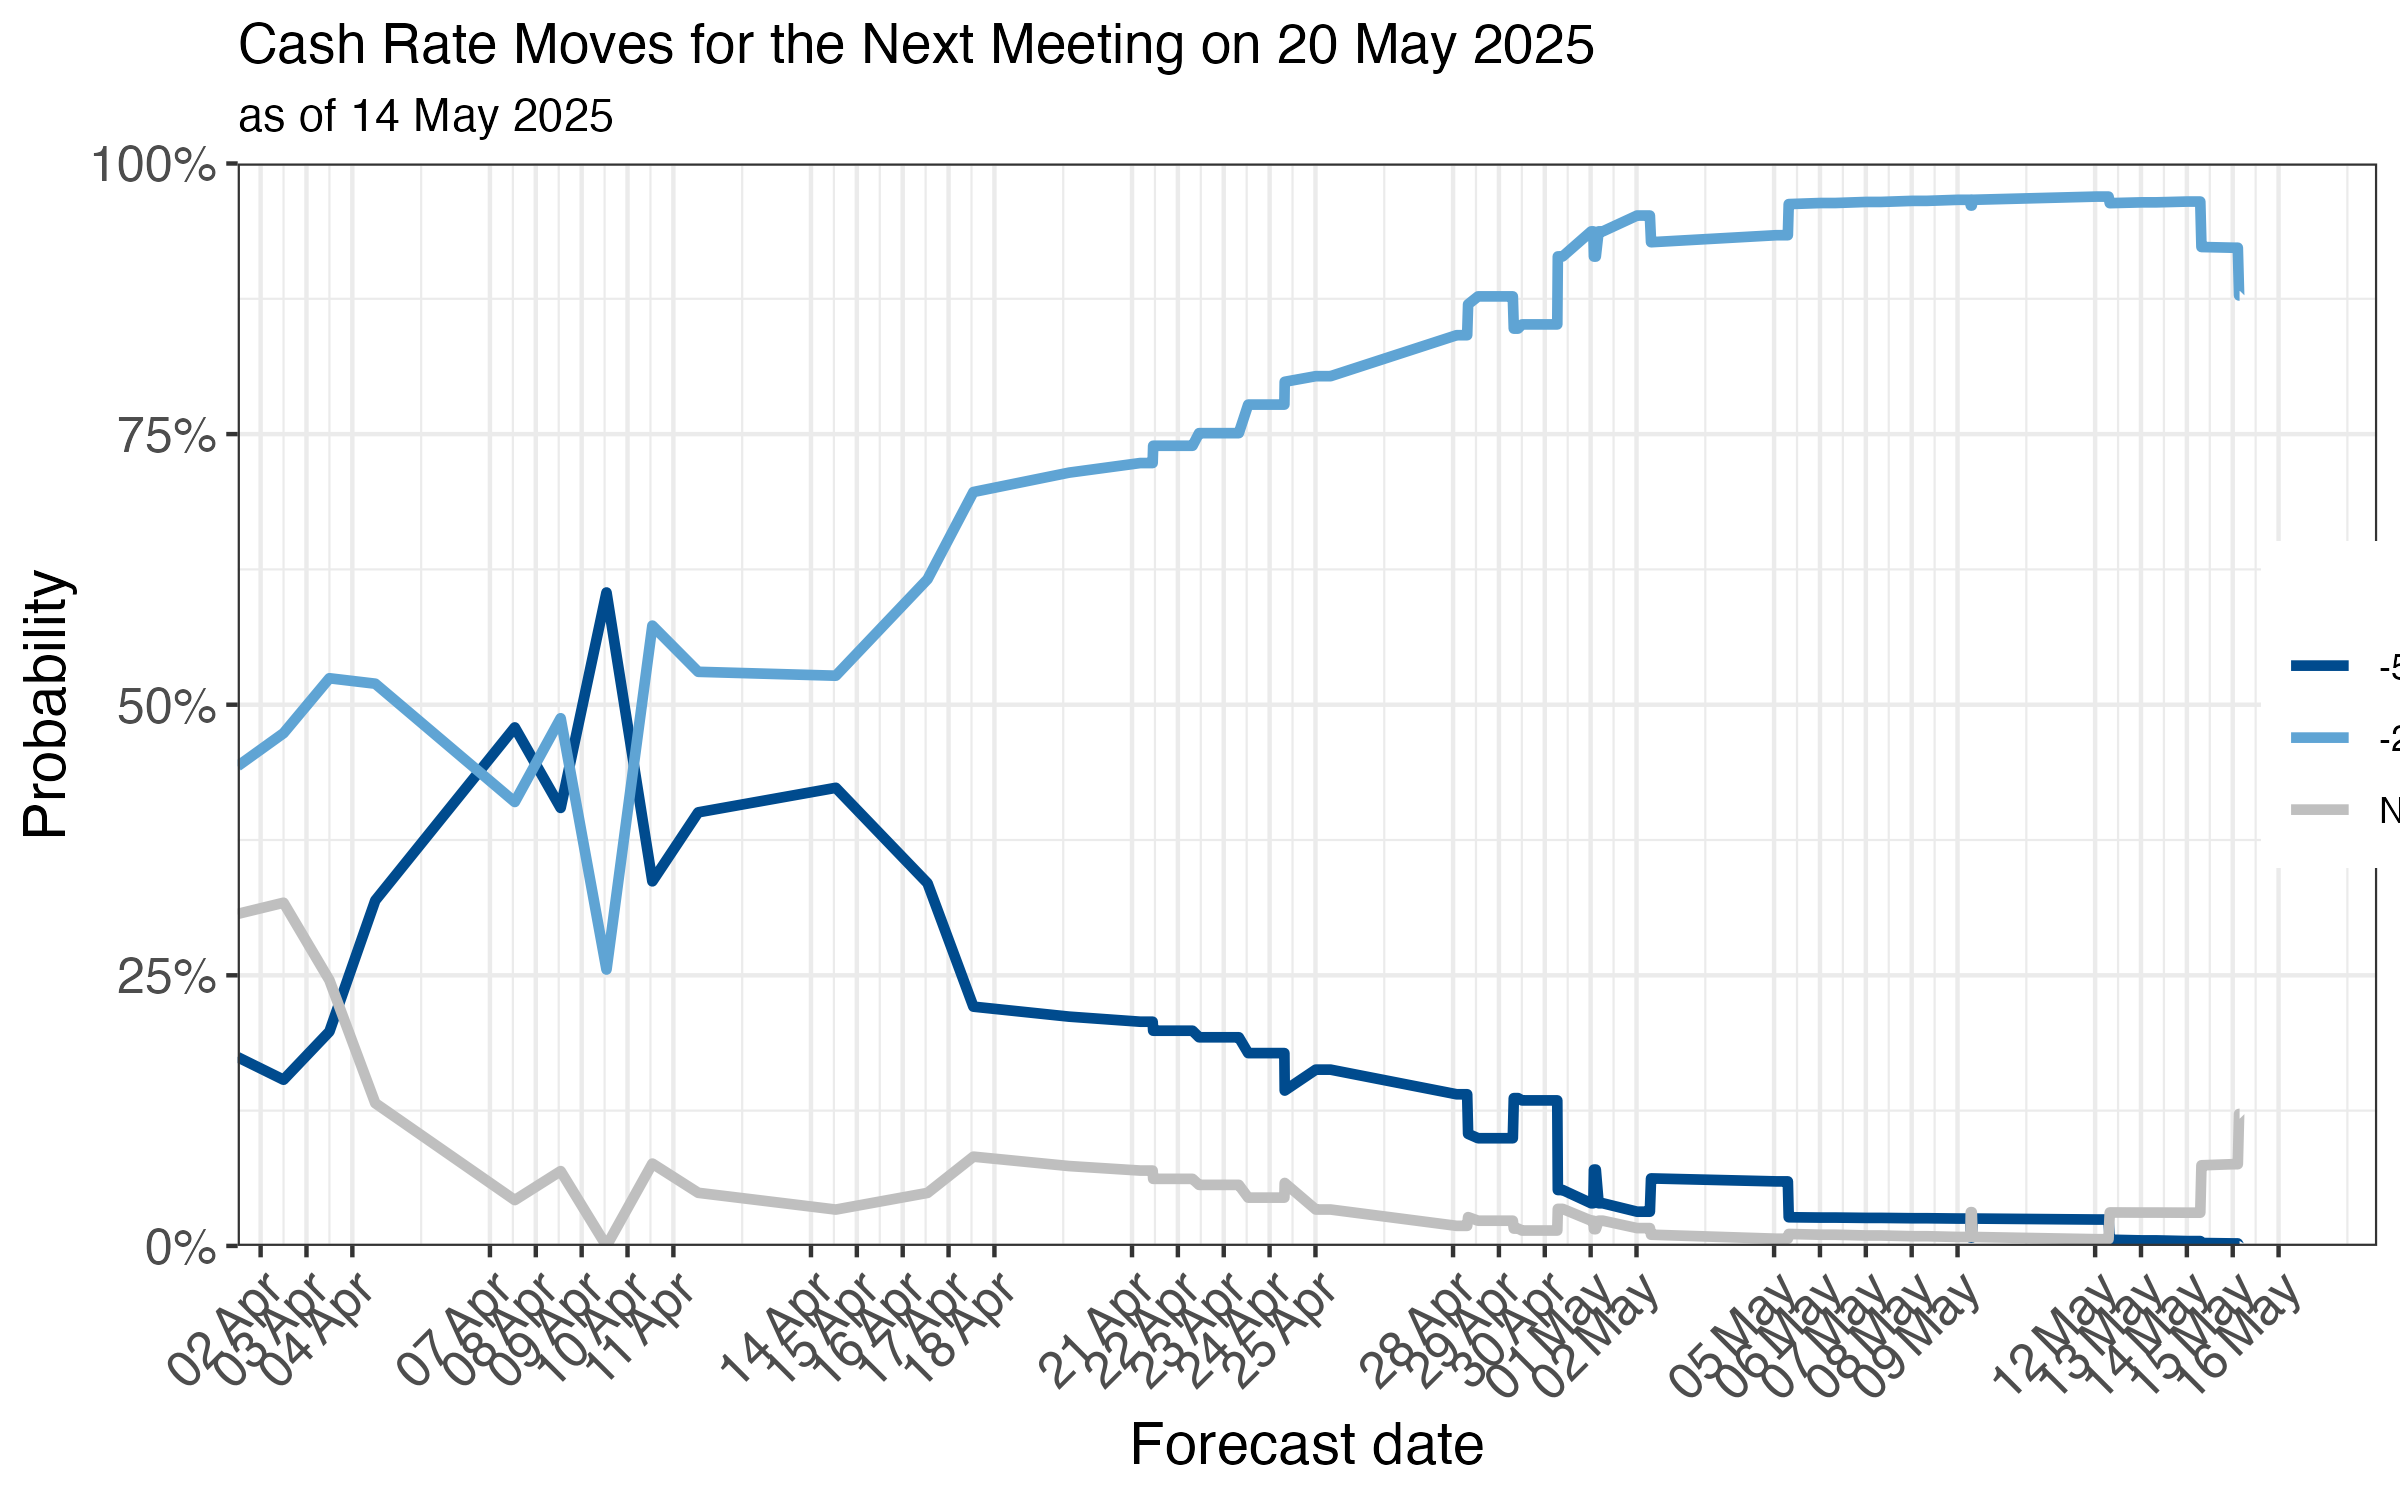 Cash Rate Moves for the Next Meeting on 20 May 2025
as of 14 May 2025
100%
75%
50%
25%
0%
Probability
-5
-2
N
02 Apr
03 Apr
04 Apr
07 Apr
08 Apr
09 Apr
10 Apr
11 Apr
14 Apr
15 Apr
16 Apr
17 Apr
18 Apr
21 Apr
22 Apr
23 Apr
24 Apr
25 Apr
28 Apr
29 Apr
30 Apr
01 May
02 May
05 May
06 May
07 May
08 May
09 May
12 May
13 May
14 May
15 May
16 May
Forecast date